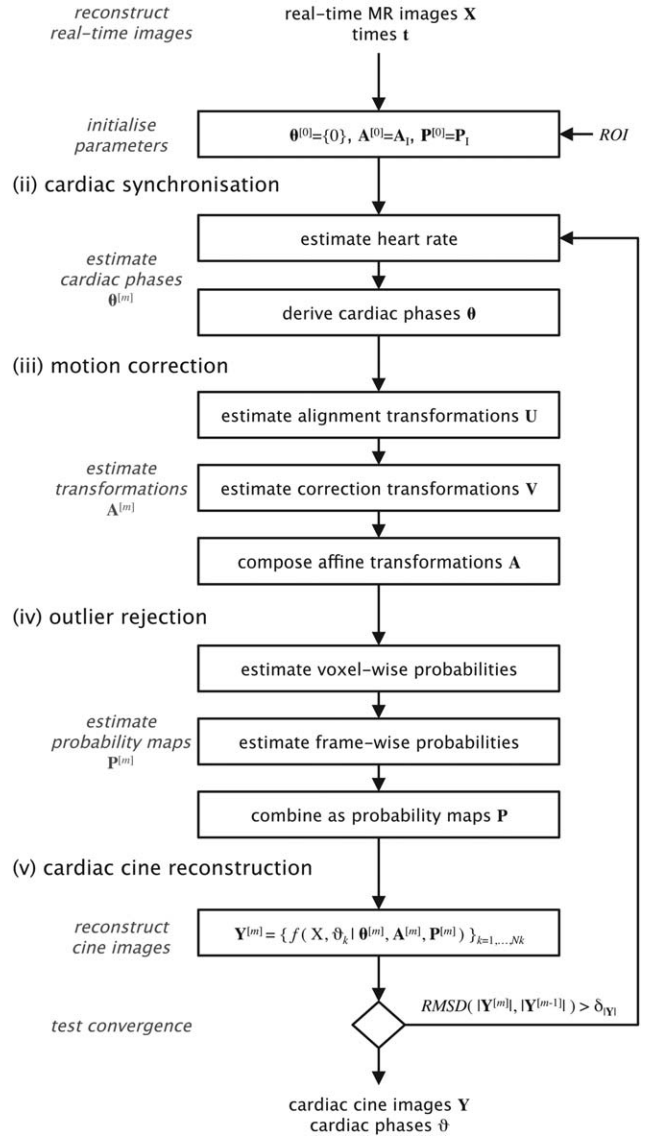 reconstruct
real-time images
real-time MR images X
times t
initialise
parameters
θ[0]={0}, A[0]=AI, P[0]=PI
ROI
(ii) cardiac synchronisation
estimate heart rate
estimate
cardiac phases
θ[m]
derive cardiac phases θ
(iii) motion correction
estimate alignment transformations U
estimate
transformations
A[m]
estimate correction transformations V
compose affine transformations A
(iv) outlier rejection
estimate voxel-wise probabilities
estimate
probability maps
P[m]
estimate frame-wise probabilities
combine as probability maps P
(v) cardiac cine reconstruction
reconstruct
cine images
Y[m] = { f ( X, ϑk | θ[m], A[m], P[m] ) }k=1,...,Nk
test convergence
RMSD( |Y[m]|, |Y[m-1]| ) > δ|Y|
cardiac cine images Y
cardiac phases ϑ